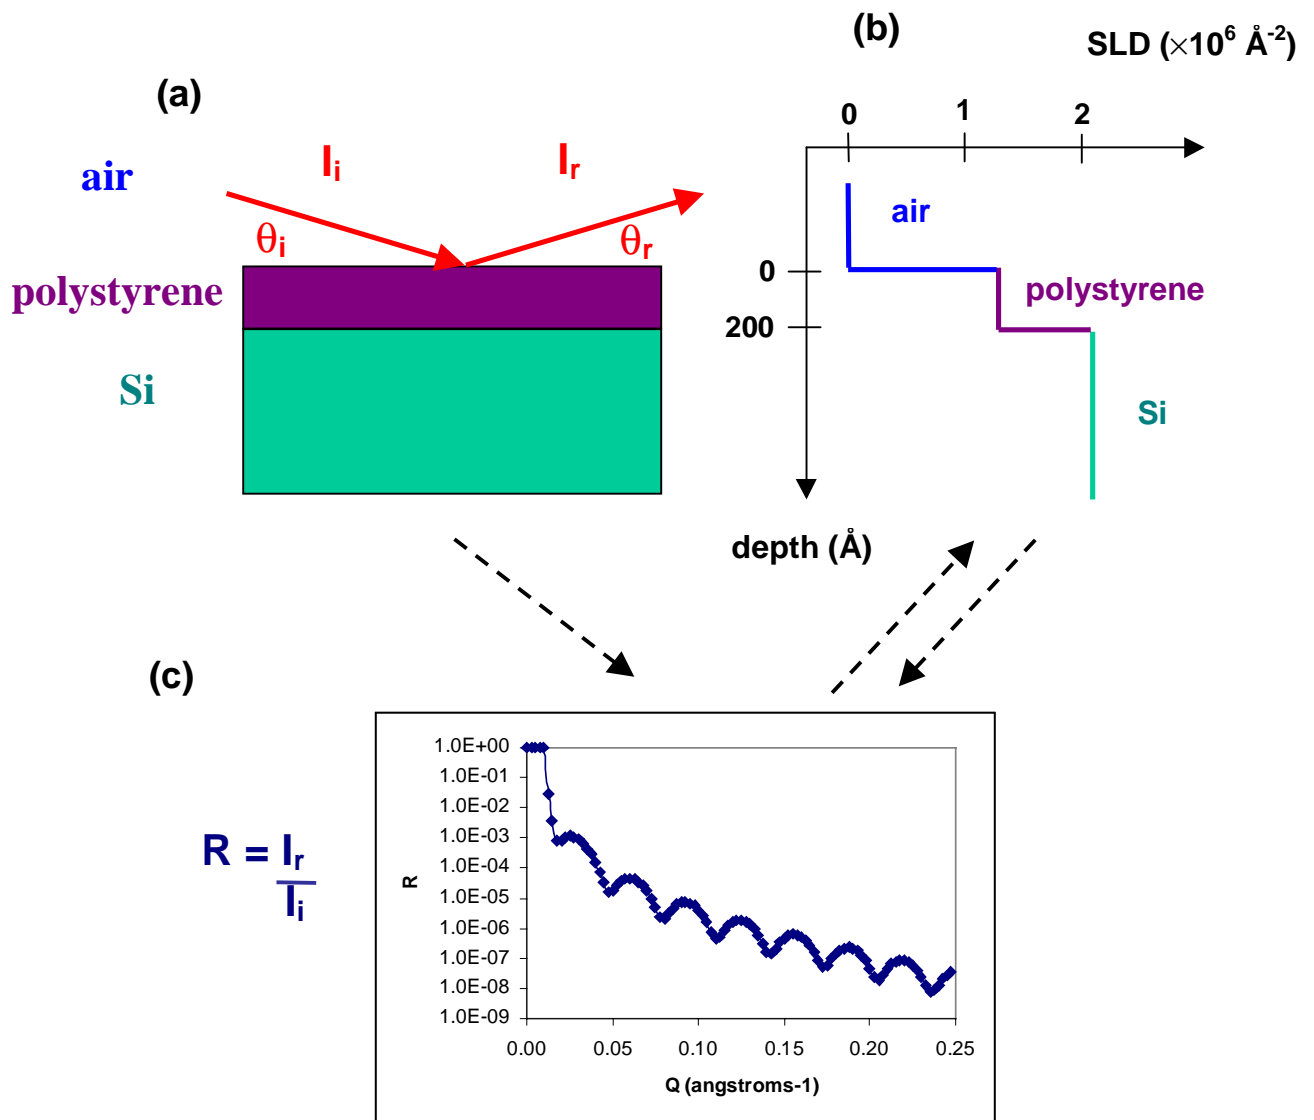 (a)
air
Ii
Ir
θi
θr
polystyrene
Si
(b)
SLD (×10⁶ Å⁻²)
0 1 2
air
0
polystyrene
200
Si
depth (Å)
(c)
R = Ir
Ii
1.0E+00
1.0E-01
1.0E-02
1.0E-03
1.0E-04
1.0E-05
1.0E-06
1.0E-07
1.0E-08
1.0E-09
R
0.00 0.05 0.10 0.15 0.20 0.25
Q (angstroms-1)